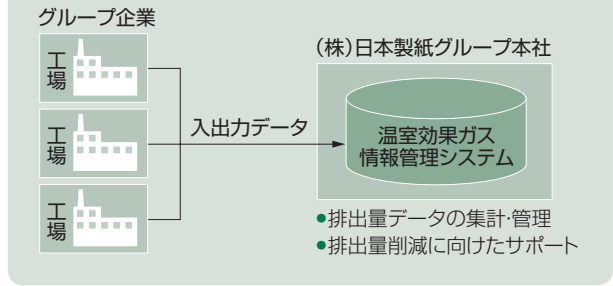 グループ企業
工場
工場
工場
入出力データ
(株)日本製紙グループ本社
温室効果ガス
情報管理システム
●排出量データの集計・管理
●排出量削減に向けたサポート